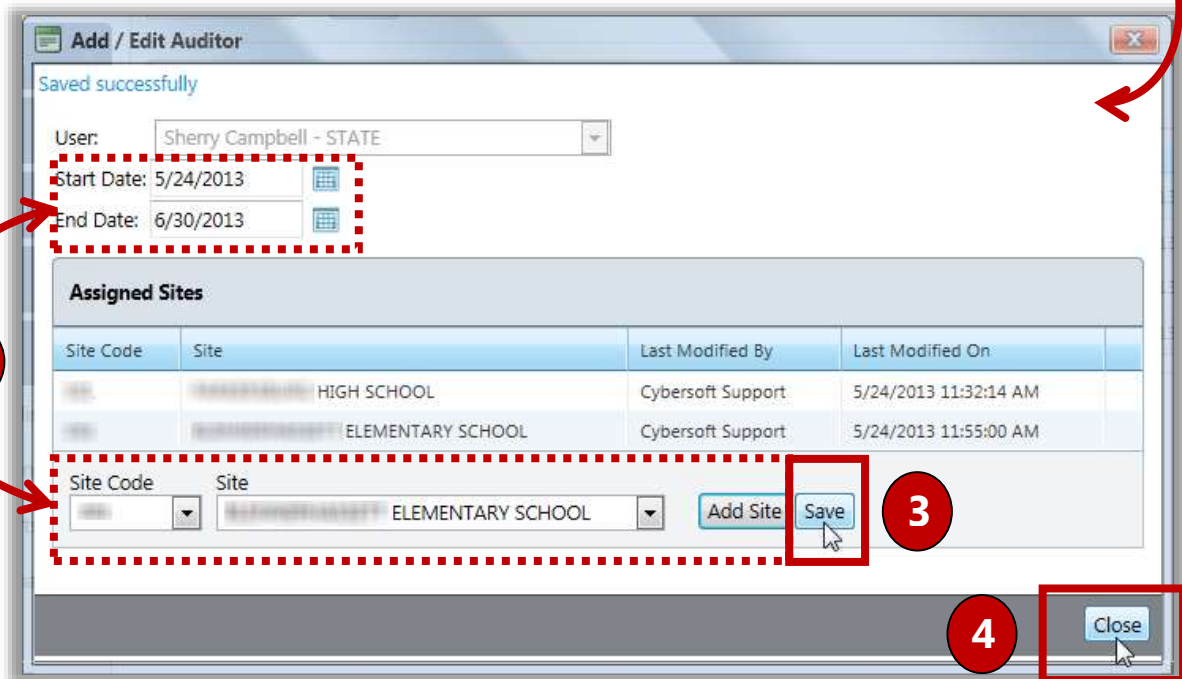 Add / Edit Auditor
Saved successfully
User: Sherry Campbell - STATE
Start Date: 5/24/2013
End Date: 6/30/2013
Assigned Sites
Site Code Site Last Modified By Last Modified On
HIGH SCHOOL Cybersoft Support 5/24/2013 11:32:14 AM
ELEMENTARY SCHOOL Cybersoft Support 5/24/2013 11:55:00 AM
Site Code Site
ELEMENTARY SCHOOL Add Site Save 3
4 Close